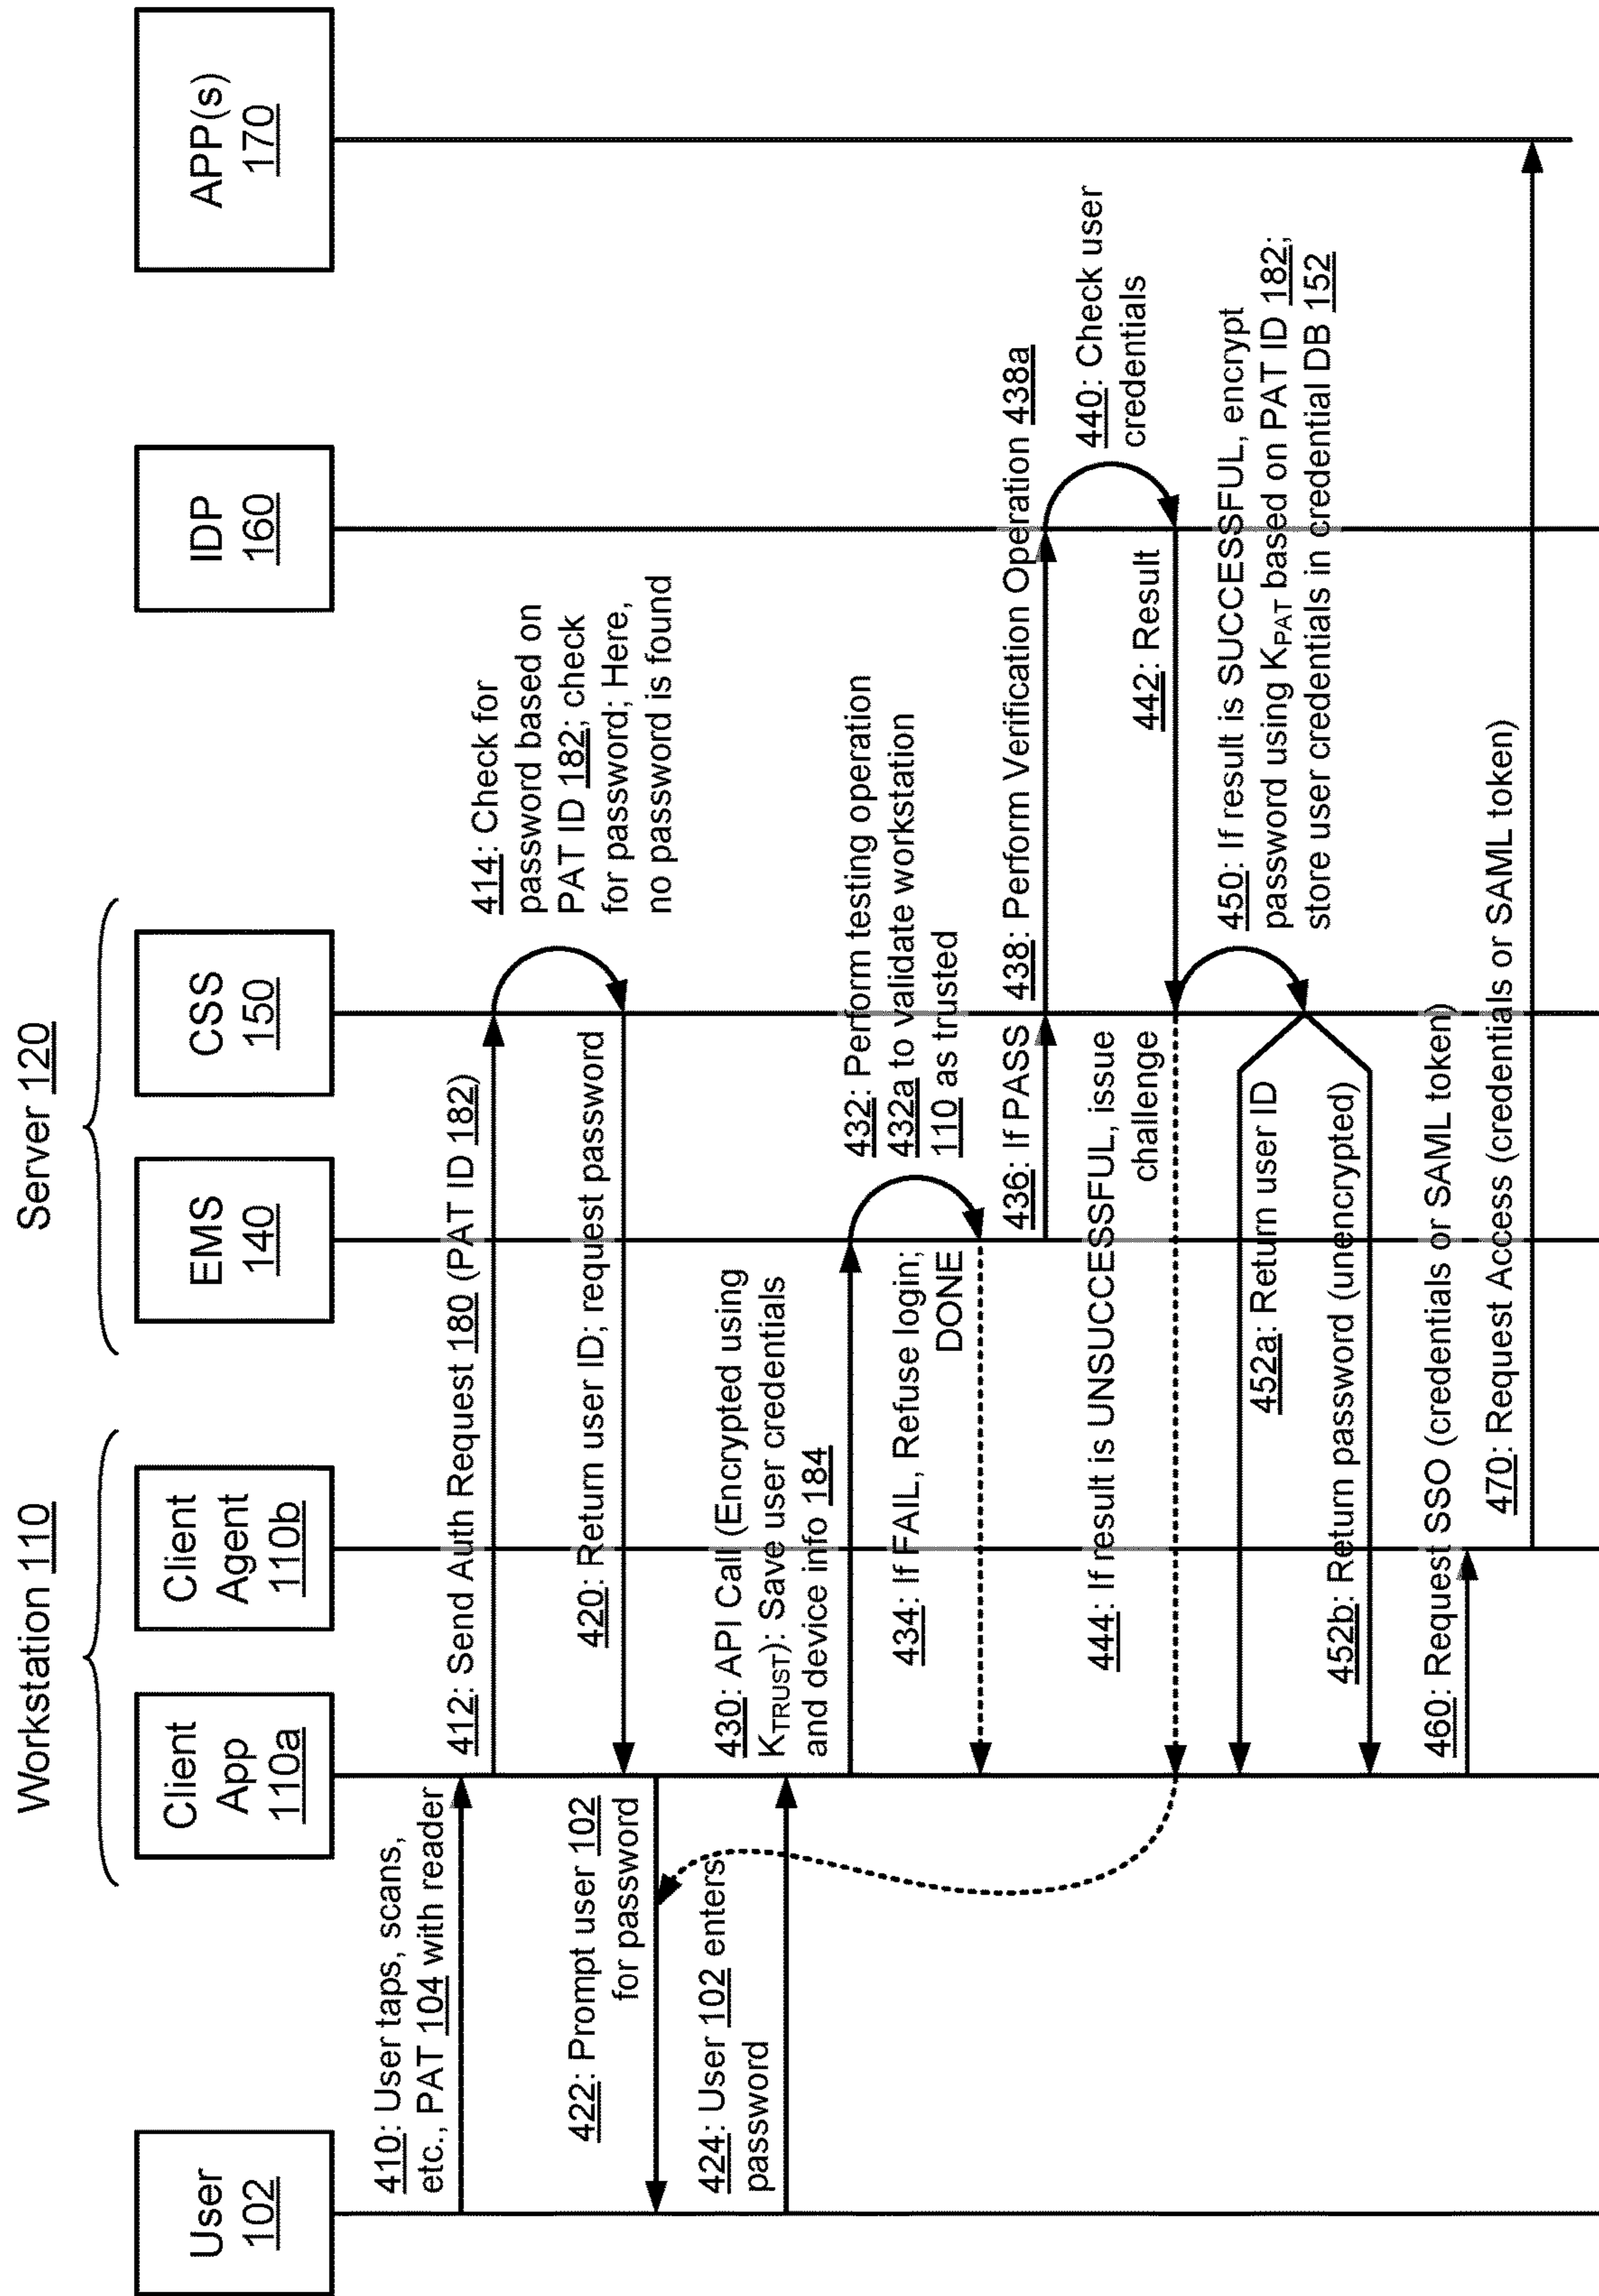 Workstation 110
Server 120
User
102
Client
App
110a
Client
Agent
110b
EMS
140
CSS
150
IDP
160
APP(s)
170
410: User taps, scans,
etc., PAT 104 with reader
412: Send Auth Request 180 (PAT ID 182)
414: Check for
password based on
PAT ID 182; check
for password; Here,
no password is found
420: Return user ID; request password
422: Prompt user 102
for password
424: User 102 enters
password
430: API Call (Encrypted using
KTRUST): Save user credentials
and device info 184
432: Perform testing operation
432a to validate workstation
110 as trusted
434: If FAIL, Refuse login;
DONE
436: If PASS
438: Perform Verification Operation 438a
440: Check user
credentials
442: Result
444: If result is UNSUCCESSFUL, issue
challenge
450: If result is SUCCESSFUL, encrypt
password using KPAT based on PAT ID 182;
store user credentials in credential DB 152
452a: Return user ID
452b: Return password (unencrypted)
460: Request SSO (credentials or SAML token)
470: Request Access (credentials or SAML token)